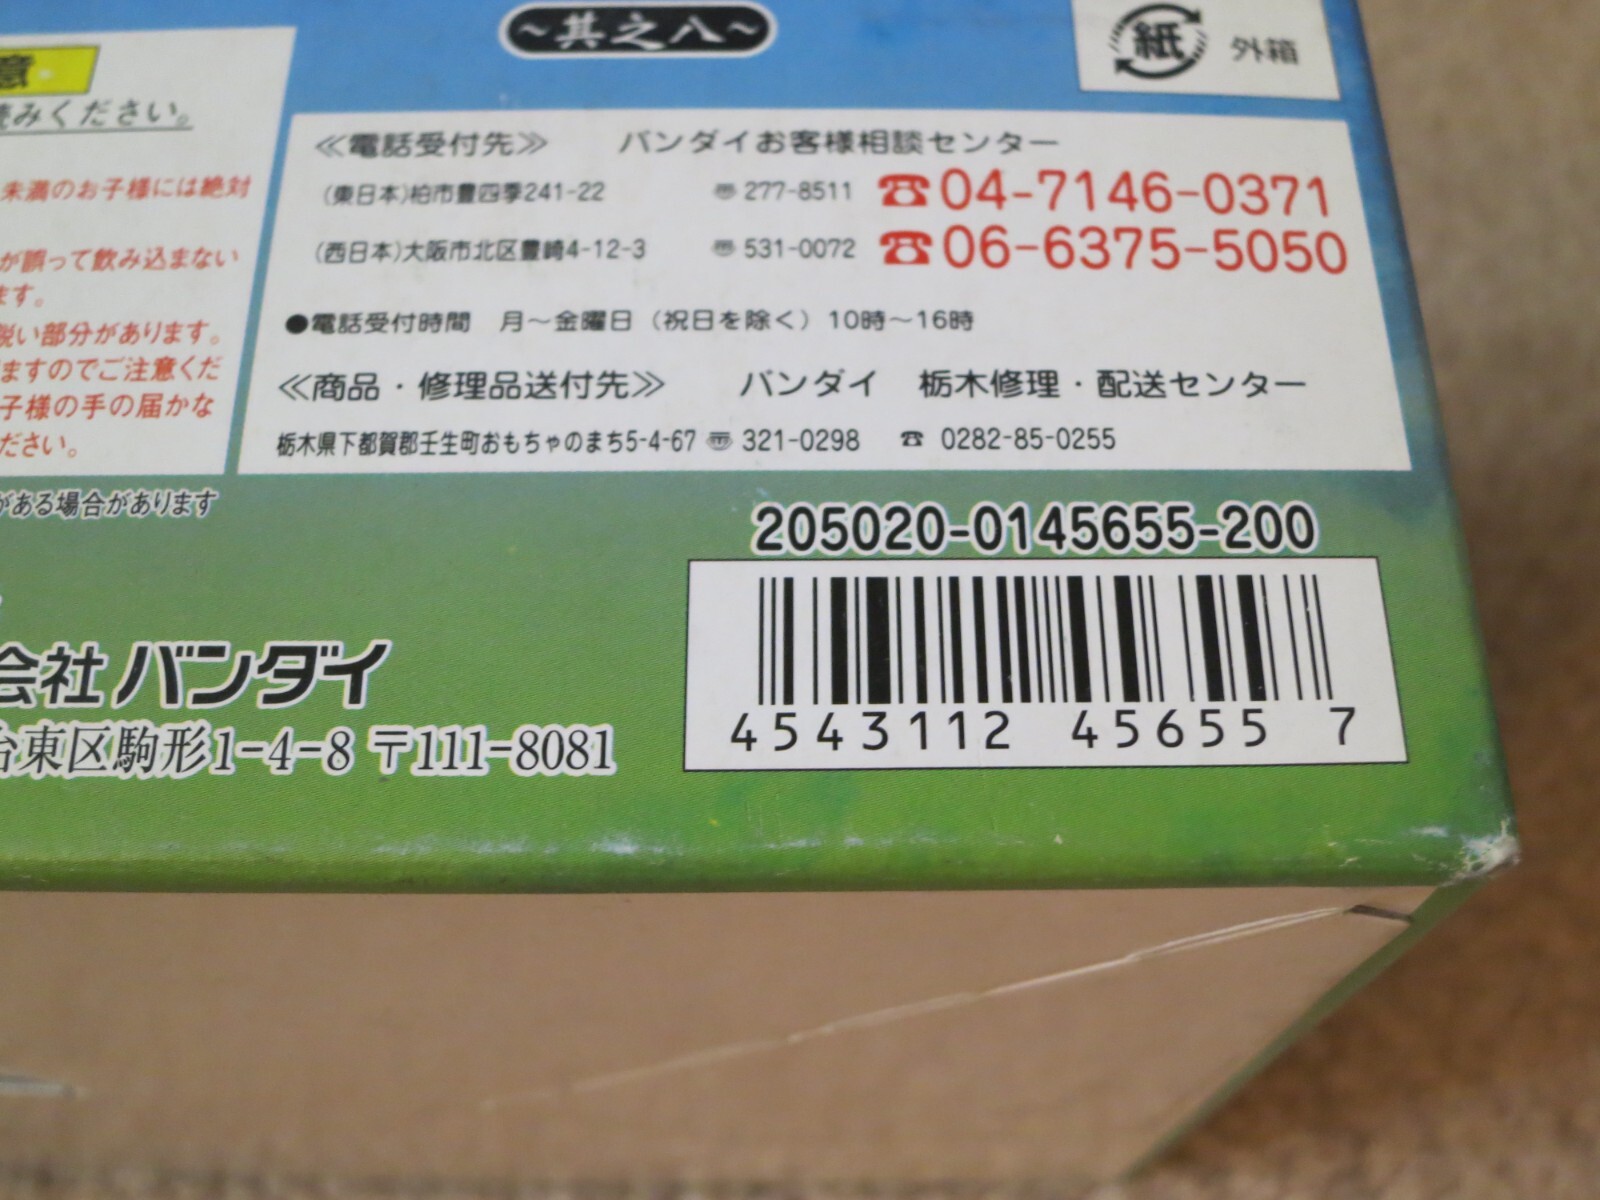 ～其之八～
紙 外箱
意
読みください。
未満のお子様には絶対
が誤って飲み込まない
ます。
鋭い部分があります。
ますのでご注意くだ
子様の手の届かな
ださい。
がある場合があります
≪電話受付先≫ バンダイお客様相談センター
(東日本)柏市豊四季241-22 〠277-8511 ☎04-7146-0371
(西日本)大阪市北区豊崎4-12-3 〠531-0072 ☎06-6375-5050
●電話受付時間 月～金曜日（祝日を除く）10時～16時
≪商品・修理品送付先≫ バンダイ 栃木修理・配送センター
栃木県下都賀郡壬生町おもちゃのまち5-4-67 〠321-0298 ☎ 0282-85-0255
205020-0145655-200
4543112 45655 7
会社 バンダイ
台東区駒形1-4-8 〒111-8081